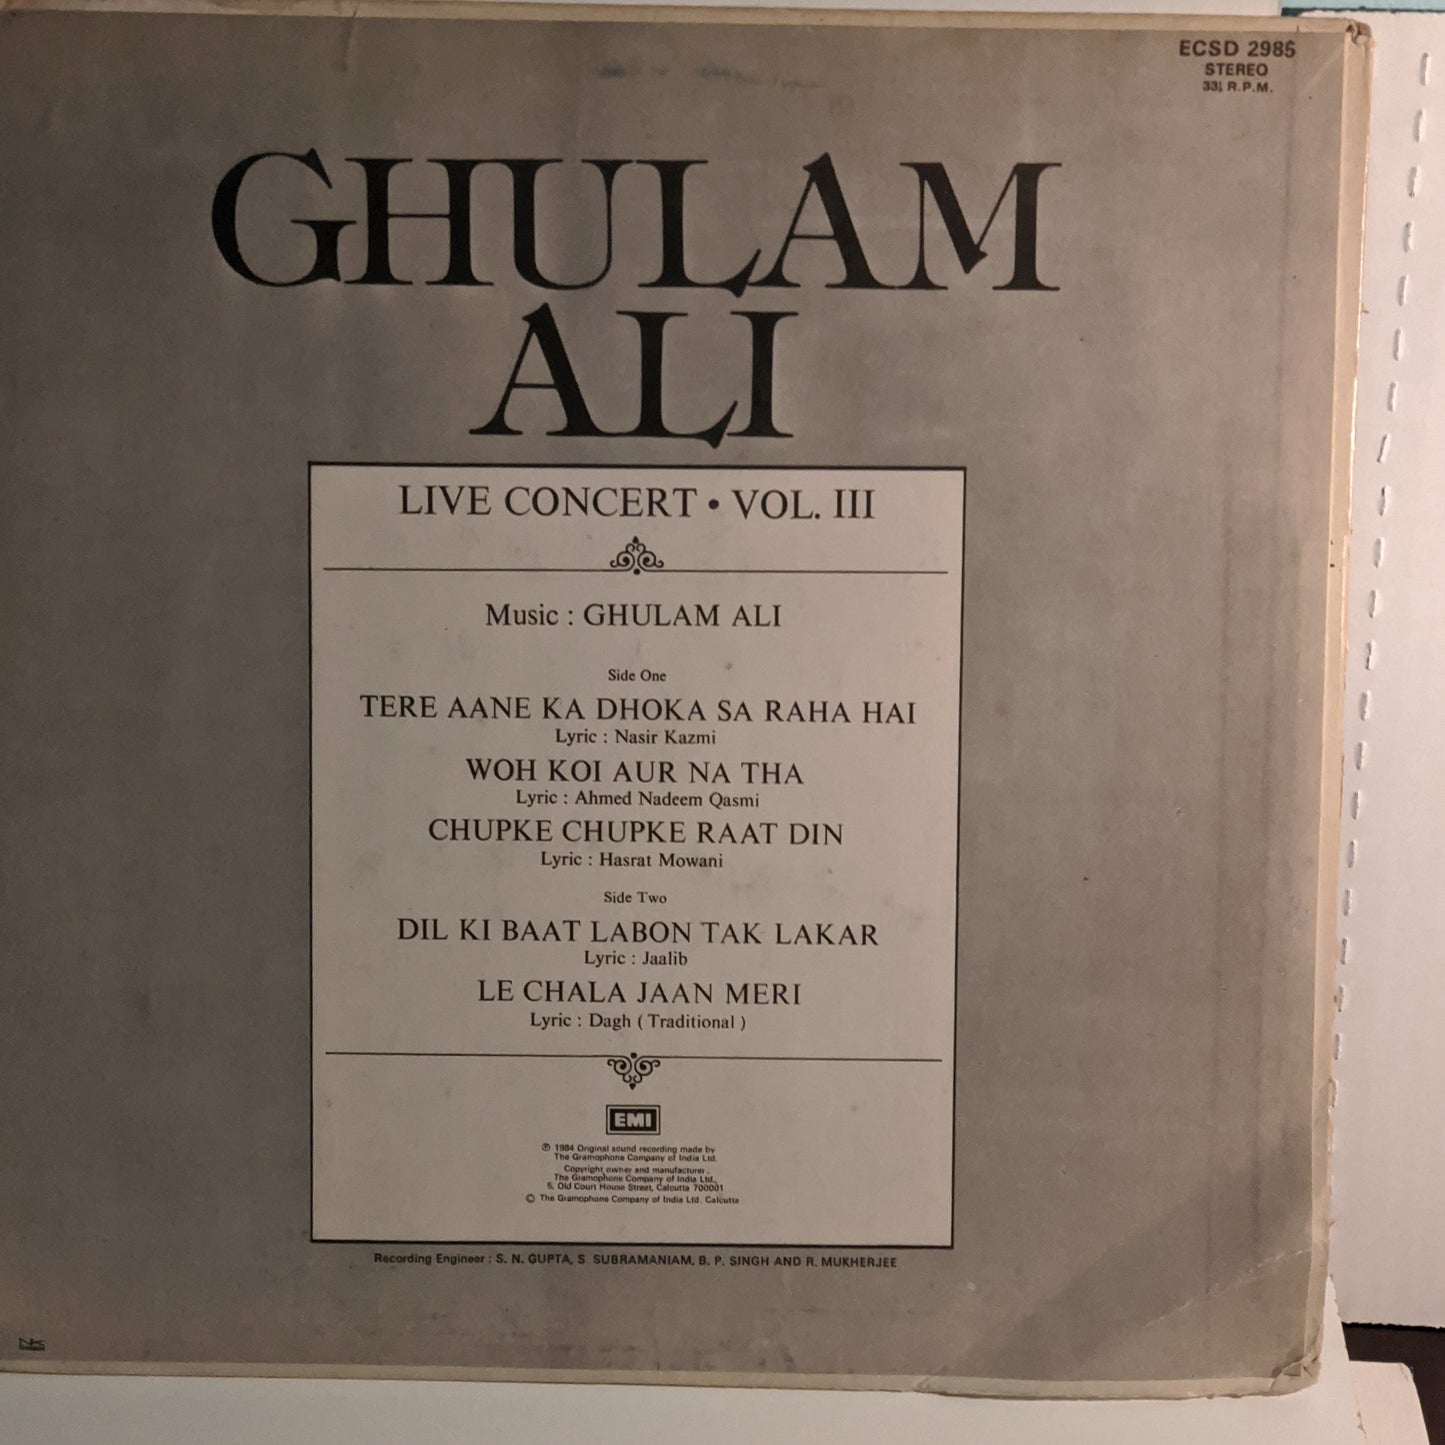 ECSD 2985
STEREO
33⅓ R.P.M.
GHULAM
ALI
LIVE CONCERT • VOL. III
Music : GHULAM ALI
Side One
TERE AANE KA DHOKA SA RAHA HAI
Lyric : Nasir Kazmi
WOH KOI AUR NA THA
Lyric : Ahmed Nadeem Qasmi
CHUPKE CHUPKE RAAT DIN
Lyric : Hasrat Mowani
Side Two
DIL KI BAAT LABON TAK LAKAR
Lyric : Jaalib
LE CHALA JAAN MERI
Lyric : Dagh ( Traditional )
EMI
℗ 1984 Original sound recording made by
The Gramophone Company of India Ltd.
Copyright owner and manufacturer.
The Gramophone Company of India Ltd.,
5, Old Court House Street, Calcutta 700001
© The Gramophone Company of India Ltd. Calcutta
Recording Engineer : S. N. GUPTA, S. SUBRAMANIAM, B. P. SINGH AND R. MUKHERJEE